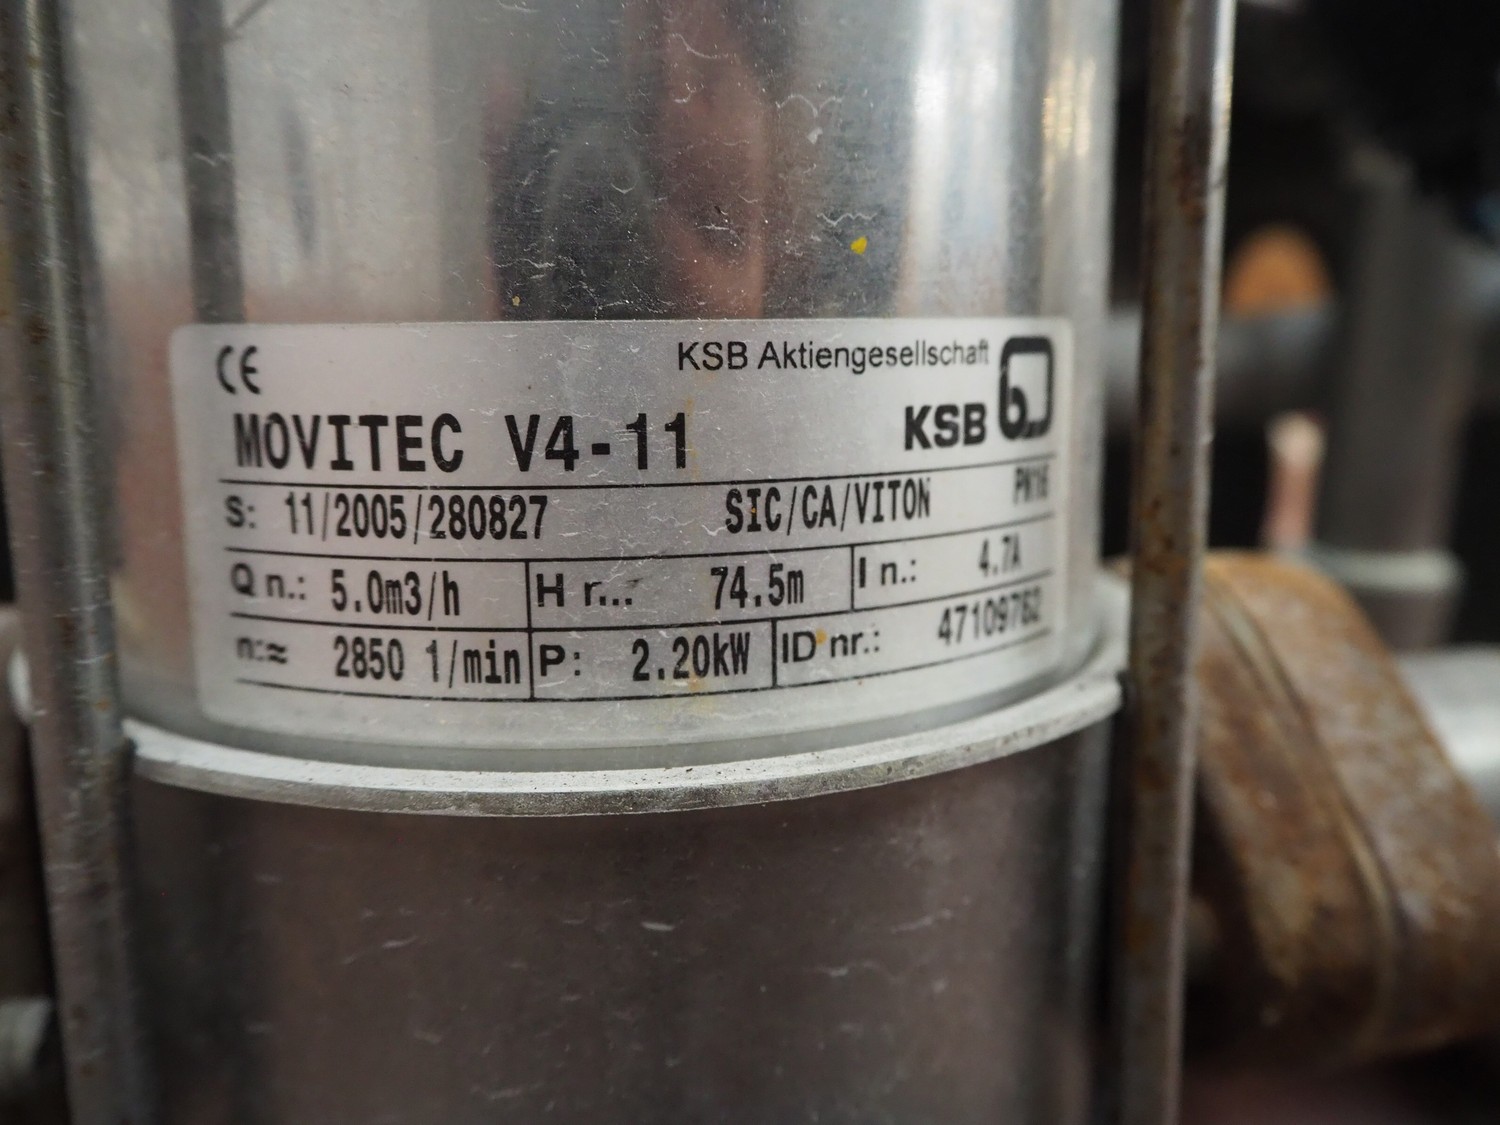 CE KSB Aktiengesellschaft
MOVITEC V4-11 KSB
S: 11/2005/280827 SIC/CA/VITON PN16
Q n.: 5.0m3/h H r... 74.5m I n.: 4.7A
n:≈ 2850 1/min P: 2.20kW ID nr.: 47109762